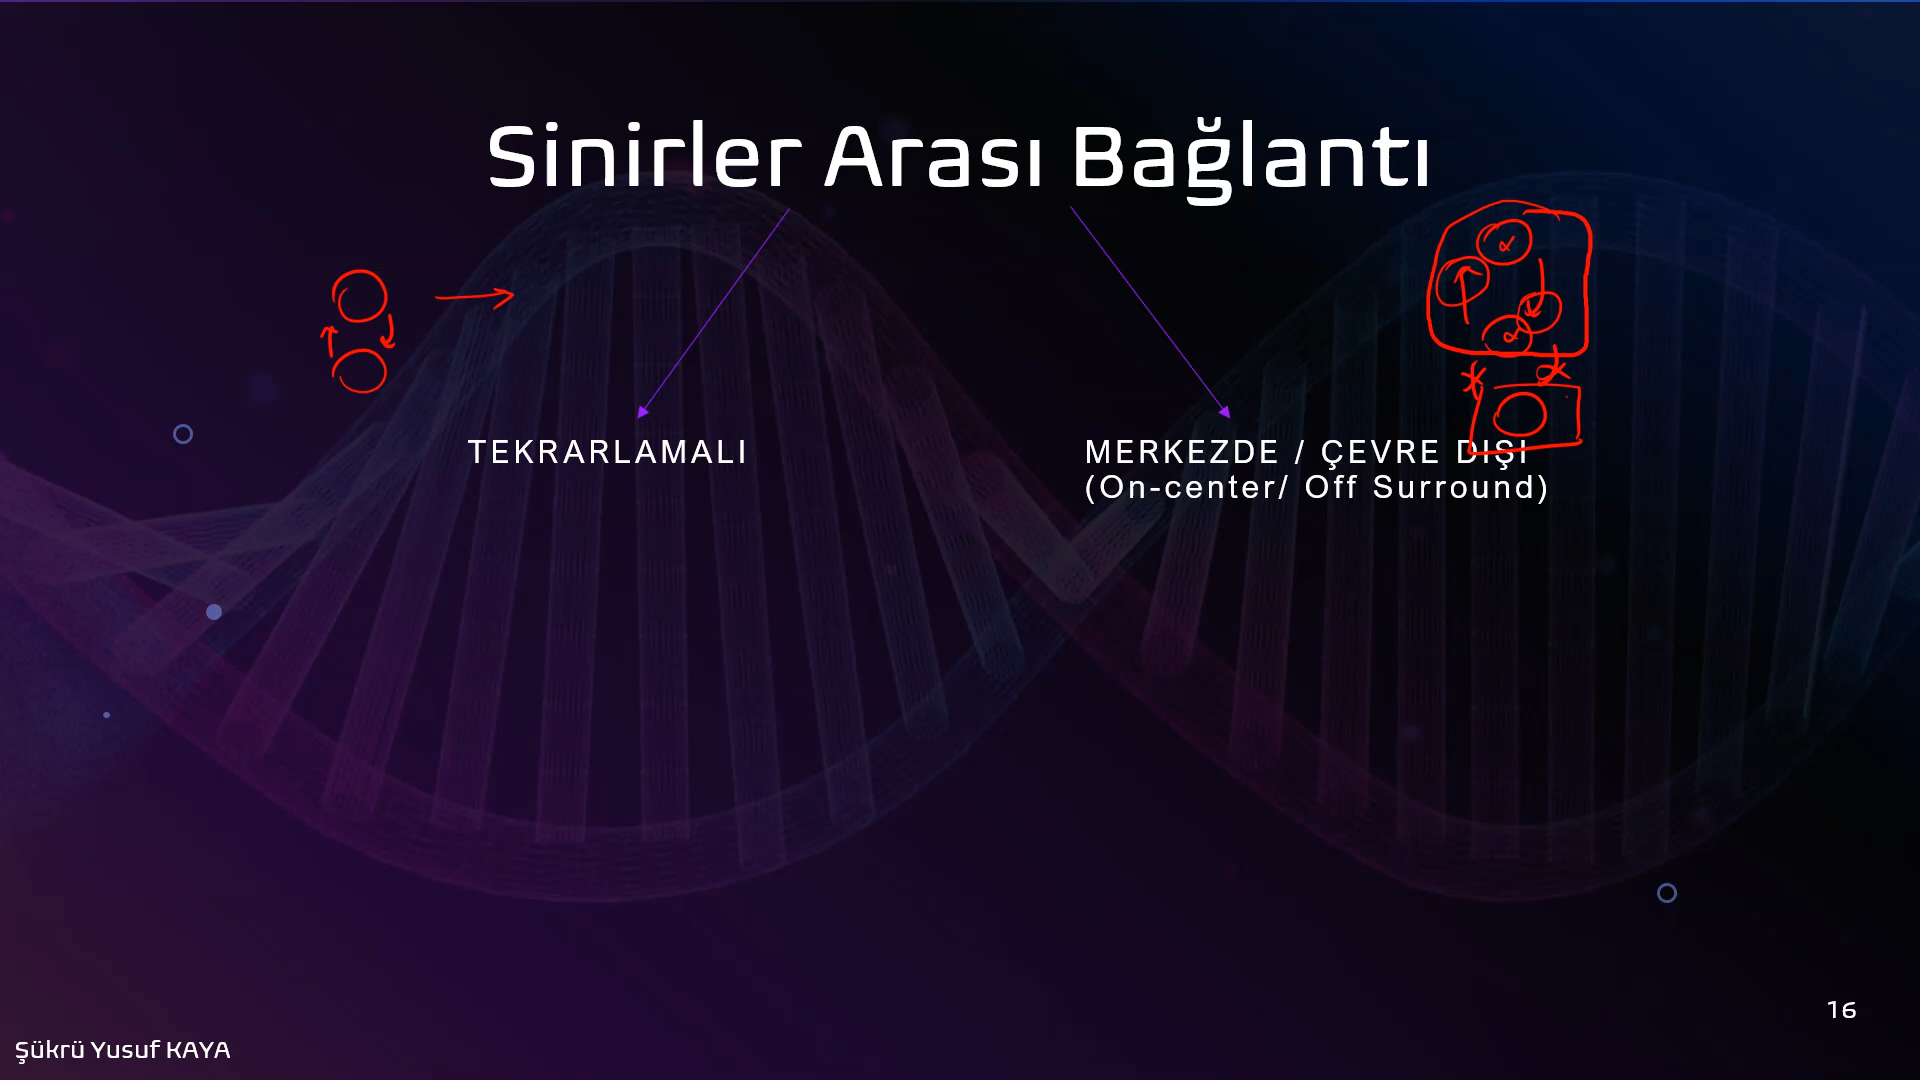 Sinirler Arası Bağlantı
α
α
TEKRARLAMALI
MERKEZDE / ÇEVRE DIŞI
(On-center/ Off Surround)
16
Şükrü Yusuf KAYA